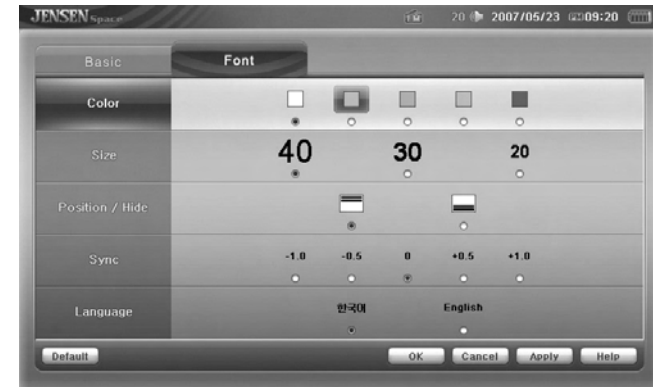 JENSEN Space 20 2007/05/23 09:20
Basic Font
Color
Size 40 30 20
Position / Hide
Sync -1.0 -0.5 0 +0.5 +1.0
Language 한국어 English
Default OK Cancel Apply Help